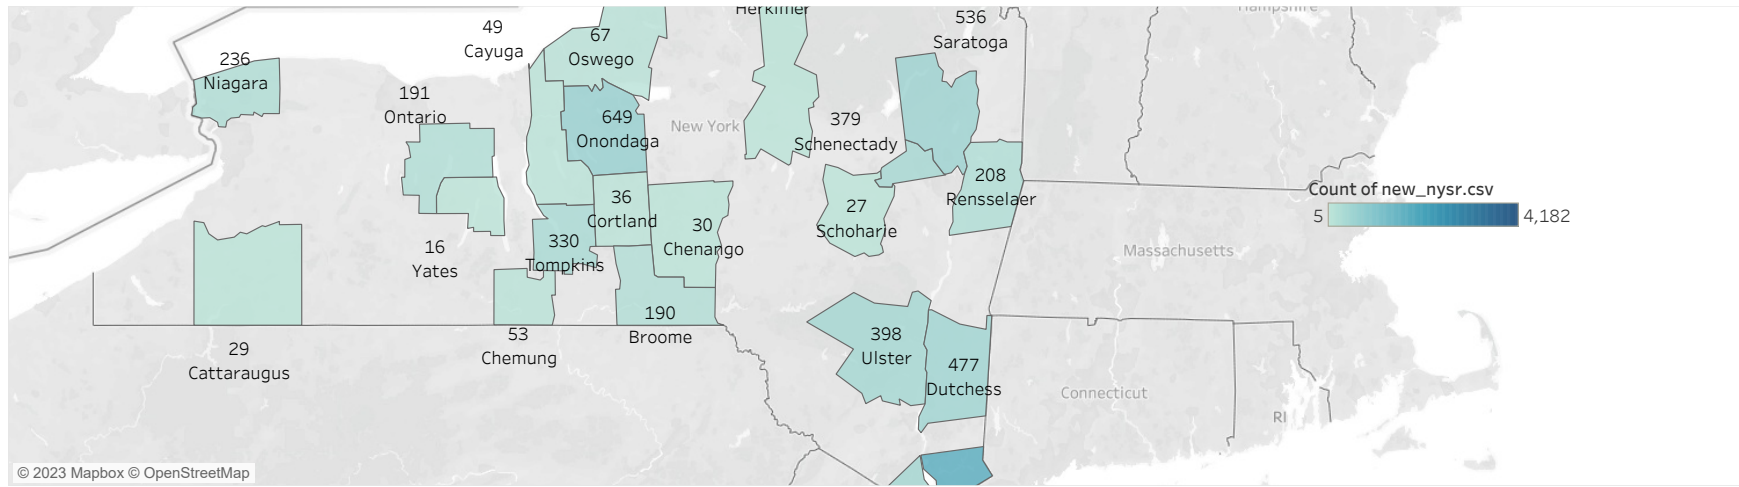 Herkimer
Hampshire
49
Cayuga
67
Oswego
536
Saratoga
236
Niagara
191
Ontario
649
Onondaga
New York
379
Schenectady
208
Rensselaer
Count of new_nysr.csv
5
4,182
36
Cortland
30
Chenango
27
Schoharie
16
Yates
330
Tompkins
Massachusetts
190
Broome
53
Chemung
29
Cattaraugus
398
Ulster
477
Dutchess
Connecticut
RI
© 2023 Mapbox © OpenStreetMap